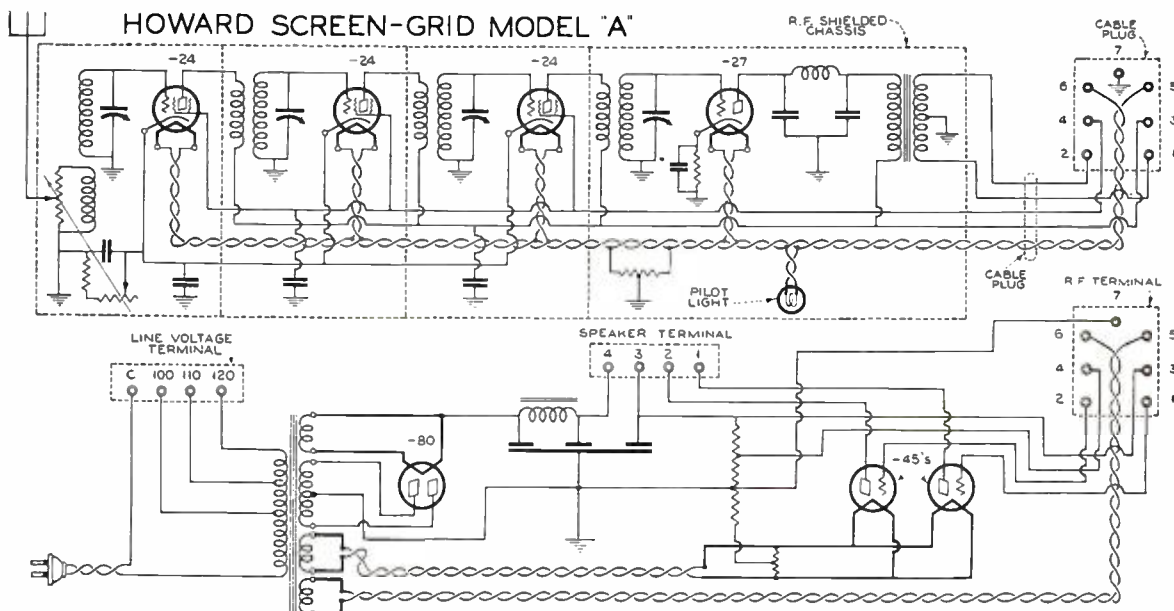 HOWARD SCREEN-GRID MODEL "A"
R.F. SHIELDED
CHASSIS
CABLE
PLUG
7
-24
-24
-24
-27
6
5
4
3
2
CABLE
PLUG
PILOT
LIGHT
R F TERMINAL
7
LINE VOLTAGE
TERMINAL
SPEAKER TERMINAL
C 100 110 120
4 3 2 1
6
5
4
3
2
-80
-45's